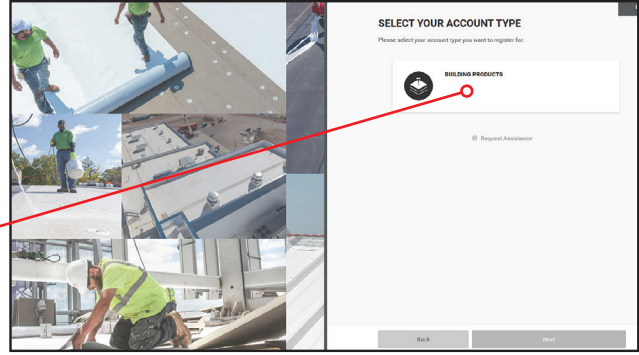 SELECT YOUR ACCOUNT TYPE
Please select your account type you want to register for.
BUILDING PRODUCTS
Request Assistance
Back
Next